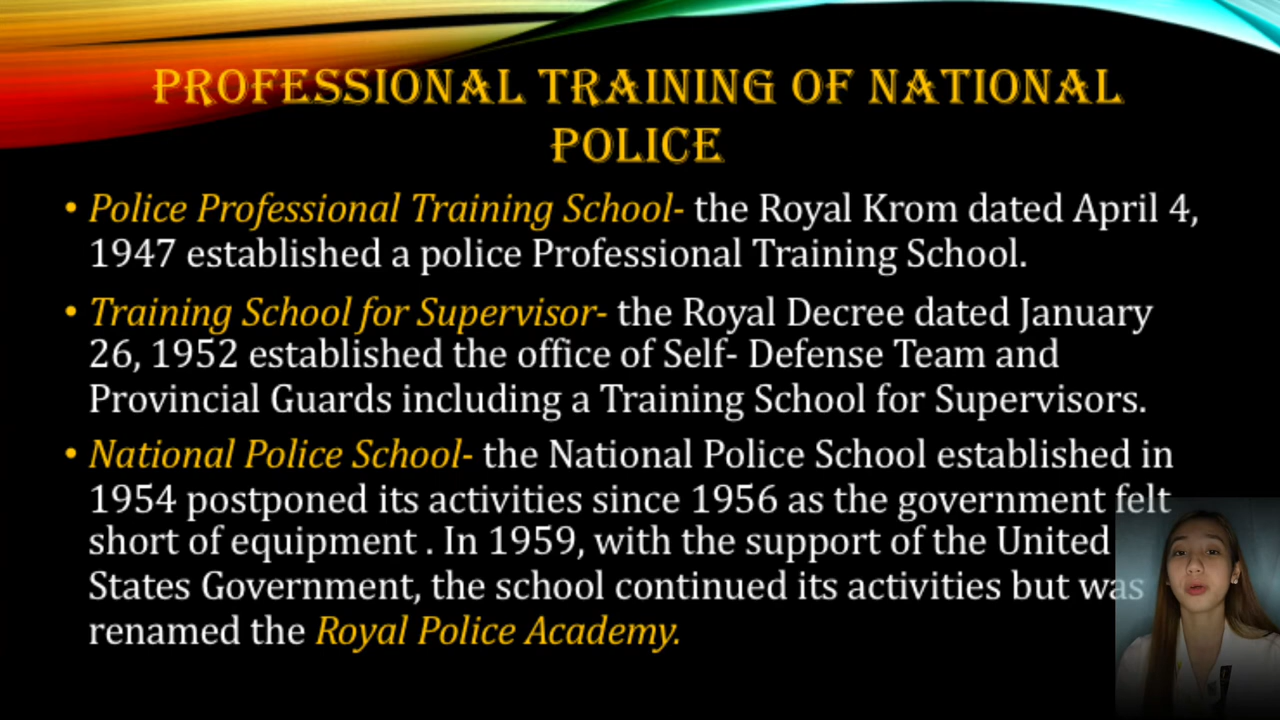 PROFESSIONAL TRAINING OF NATIONAL
POLICE
• Police Professional Training School- the Royal Krom dated April 4,
1947 established a police Professional Training School.
• Training School for Supervisor- the Royal Decree dated January
26, 1952 established the office of Self- Defense Team and
Provincial Guards including a Training School for Supervisors.
• National Police School- the National Police School established in
1954 postponed its activities since 1956 as the government felt
short of equipment . In 1959, with the support of the United
States Government, the school continued its activities but was
renamed the Royal Police Academy.